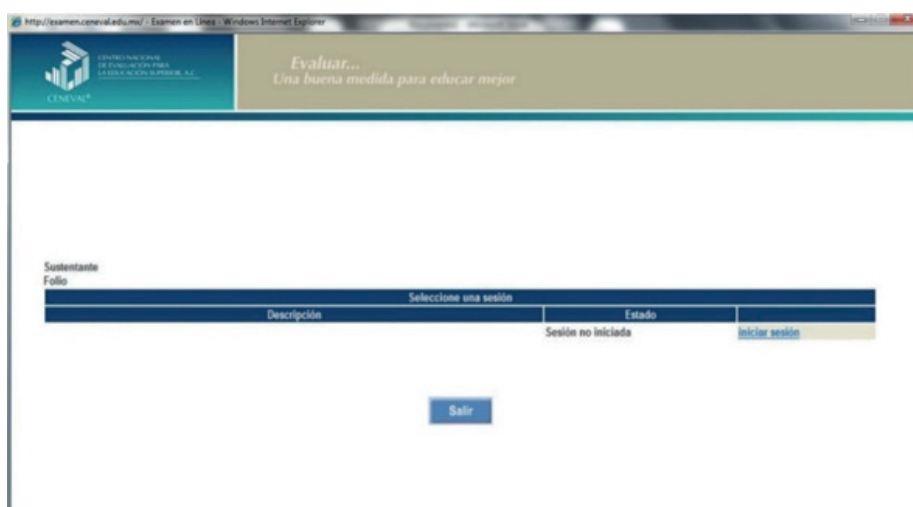 http://examen.ceneval.edu.mx/ - Examen en Línea - Windows Internet Explorer
CENTRO NACIONAL
DE EVALUACIÓN PARA
LA EDUCACIÓN SUPERIOR, A.C.
CENEVAL®
Evaluar...
Una buena medida para educar mejor
Sustentante
Folio
Seleccione una sesión
Descripción Estado
Sesión no iniciada iniciar sesión
Salir